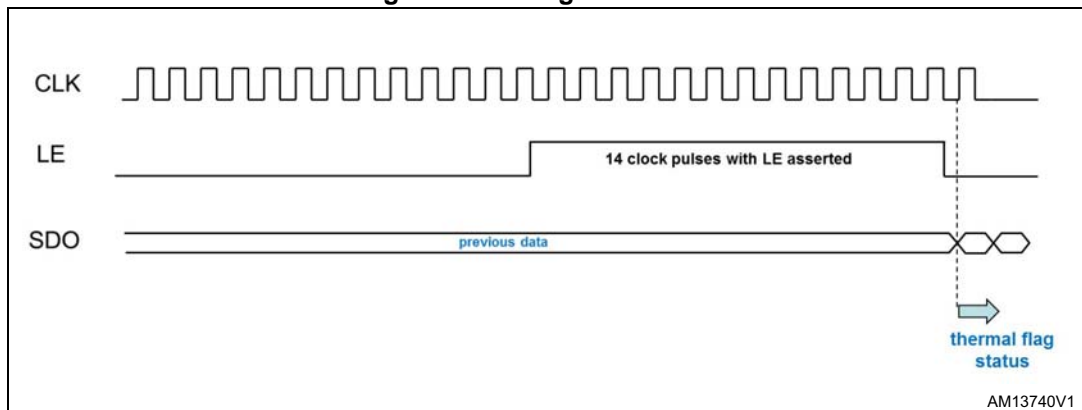 CLK
LE
14 clock pulses with LE asserted
SDO
previous data
thermal flag
status
AM13740V1